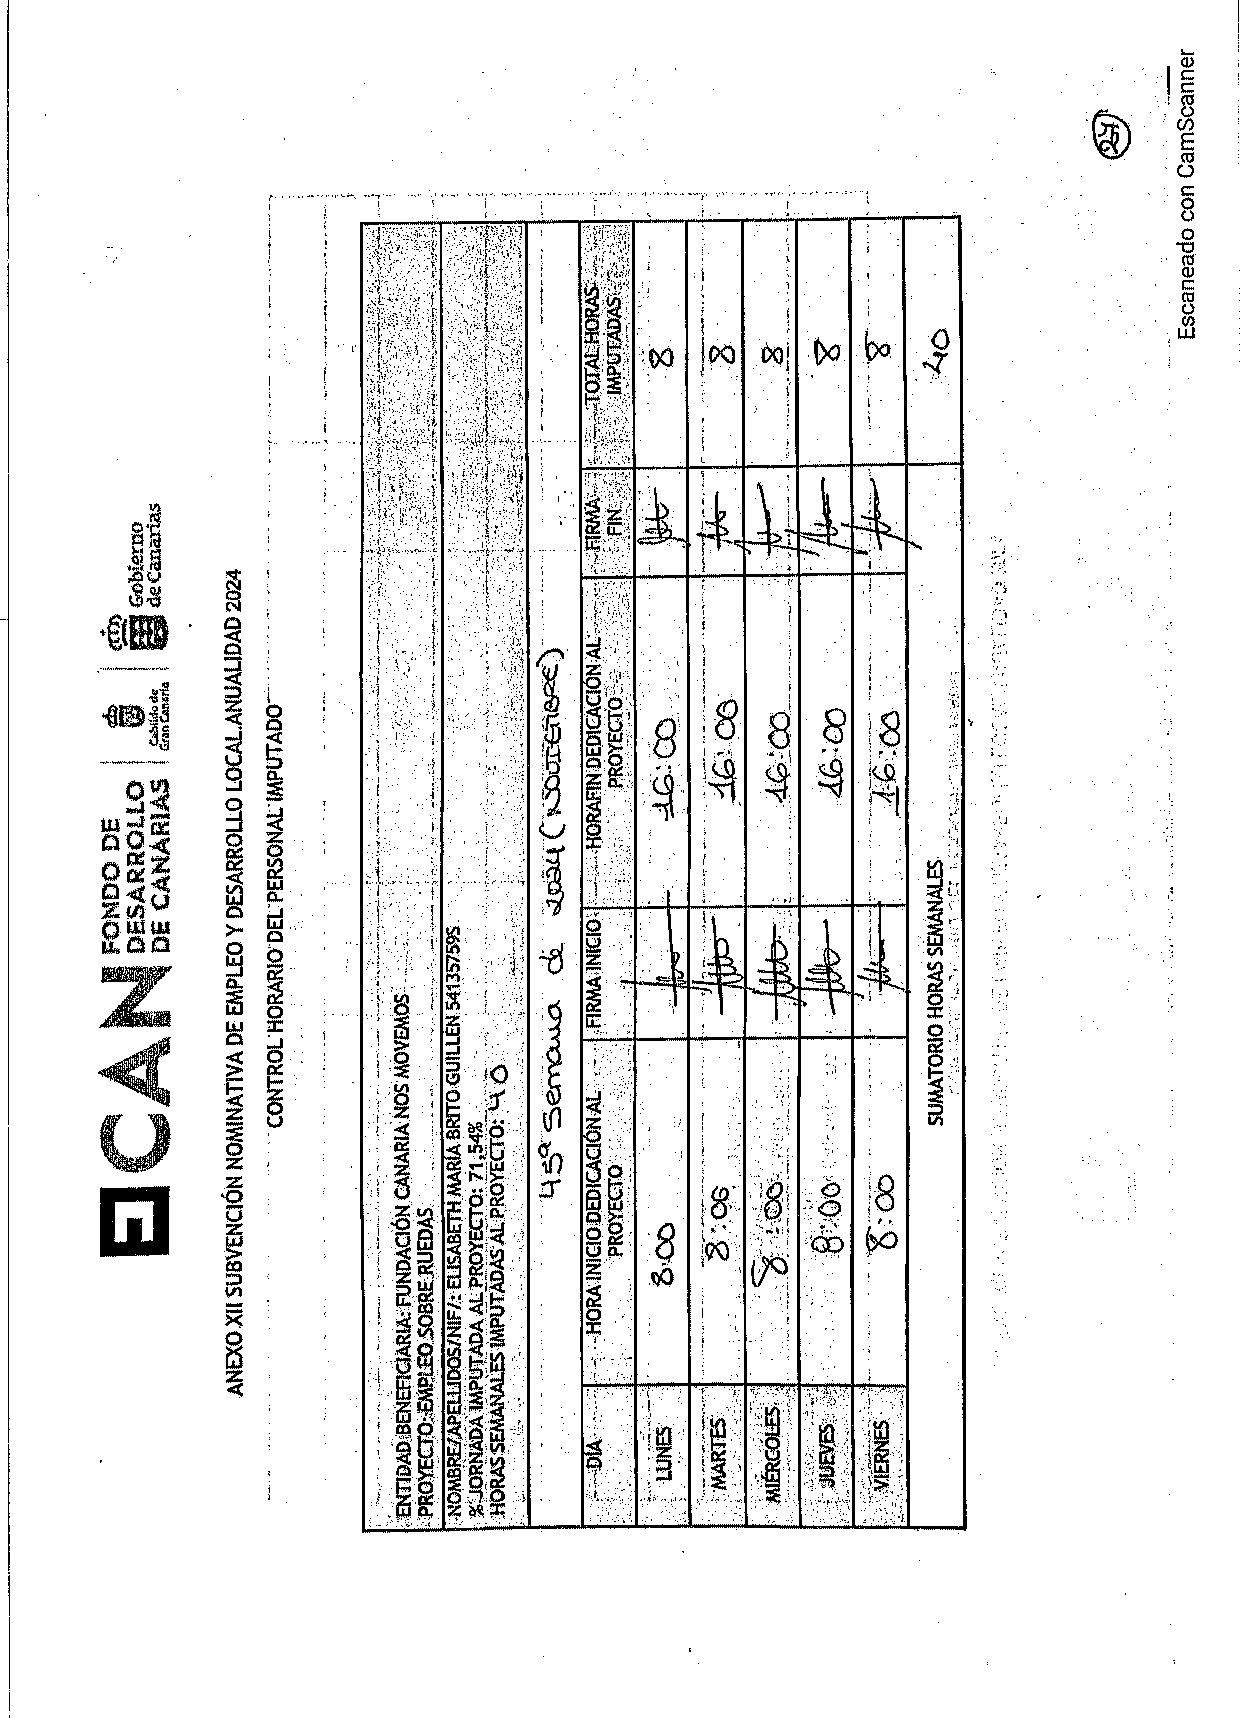 FONDO DE
DESARROLLO
DE CANARIAS
CAN
Cabildo de
Gran Canaria
Gobierno
de Canarias
ANEXO XII SUBVENCIÓN NOMINATIVA DE EMPLEO Y DESARROLLO LOCAL ANUALIDAD 2024
CONTROL HORARIO DEL PERSONAL IMPUTADO
ENTIDAD BENEFICIARIA: FUNDACIÓN CANARIA NOS MOVEMOS
PROYECTO: EMPLEO SOBRE RUEDAS
NOMBRE/APELLIDOS/NIF/: ELISABETH MARÍA BRITO GUILLÉN 54135759S
% JORNADA IMPUTADA AL PROYECTO: 71,54%
HORAS SEMANALES IMPUTADAS AL PROYECTO: 40
45ª Semana de 2024 (NOVIEMBRE)
DÍA HORA INICIO DEDICACIÓN AL PROYECTO FIRMA INICIO HORA FIN DEDICACIÓN AL PROYECTO FIRMA FIN TOTAL HORAS IMPUTADAS
LUNES 8:00 16:00 8
MARTES 8:00 16:00 8
MIÉRCOLES 8:00 16:00 8
JUEVES 8:00 16:00 8
VIERNES 8:00 16:00 8
SUMATORIO HORAS SEMANALES 40
Escaneado con CamScanner